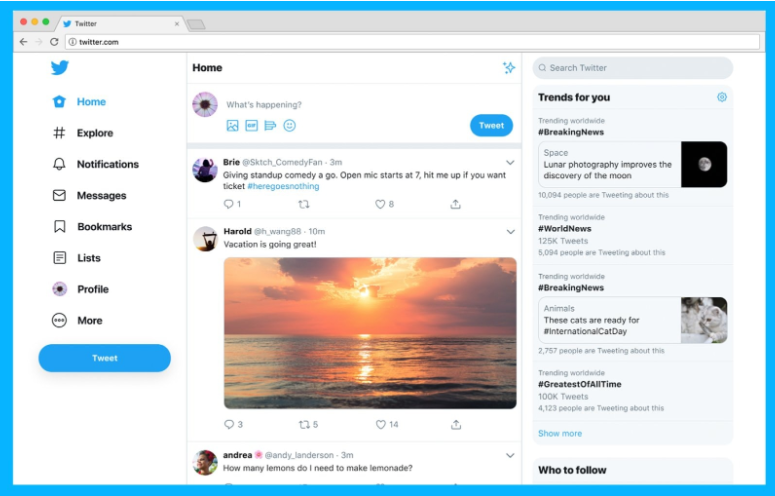 Twitter
twitter.com
Home
Explore
Notifications
Messages
Bookmarks
Lists
Profile
More
Tweet
Home
What's happening?
GIF
Tweet
Brie @Sktch_ComedyFan · 3m
Giving standup comedy a go. Open mic starts at 7, hit me up if you want
ticket #heregoesnothing
1
8
Harold @h_wang88 · 10m
Vacation is going great!
3
5
14
andrea @andy_landerson · 3m
How many lemons do I need to make lemonade?
Search Twitter
Trends for you
Trending worldwide
#BreakingNews
Space
Lunar photography improves the
discovery of the moon
10,094 people are Tweeting about this
Trending worldwide
#WorldNews
125K Tweets
5,094 people are Tweeting about this
Trending worldwide
#BreakingNews
Animals
These cats are ready for
#InternationalCatDay
2,757 people are Tweeting about this
Trending worldwide
#GreatestOfAllTime
100K Tweets
4,123 people are Tweeting about this
Show more
Who to follow